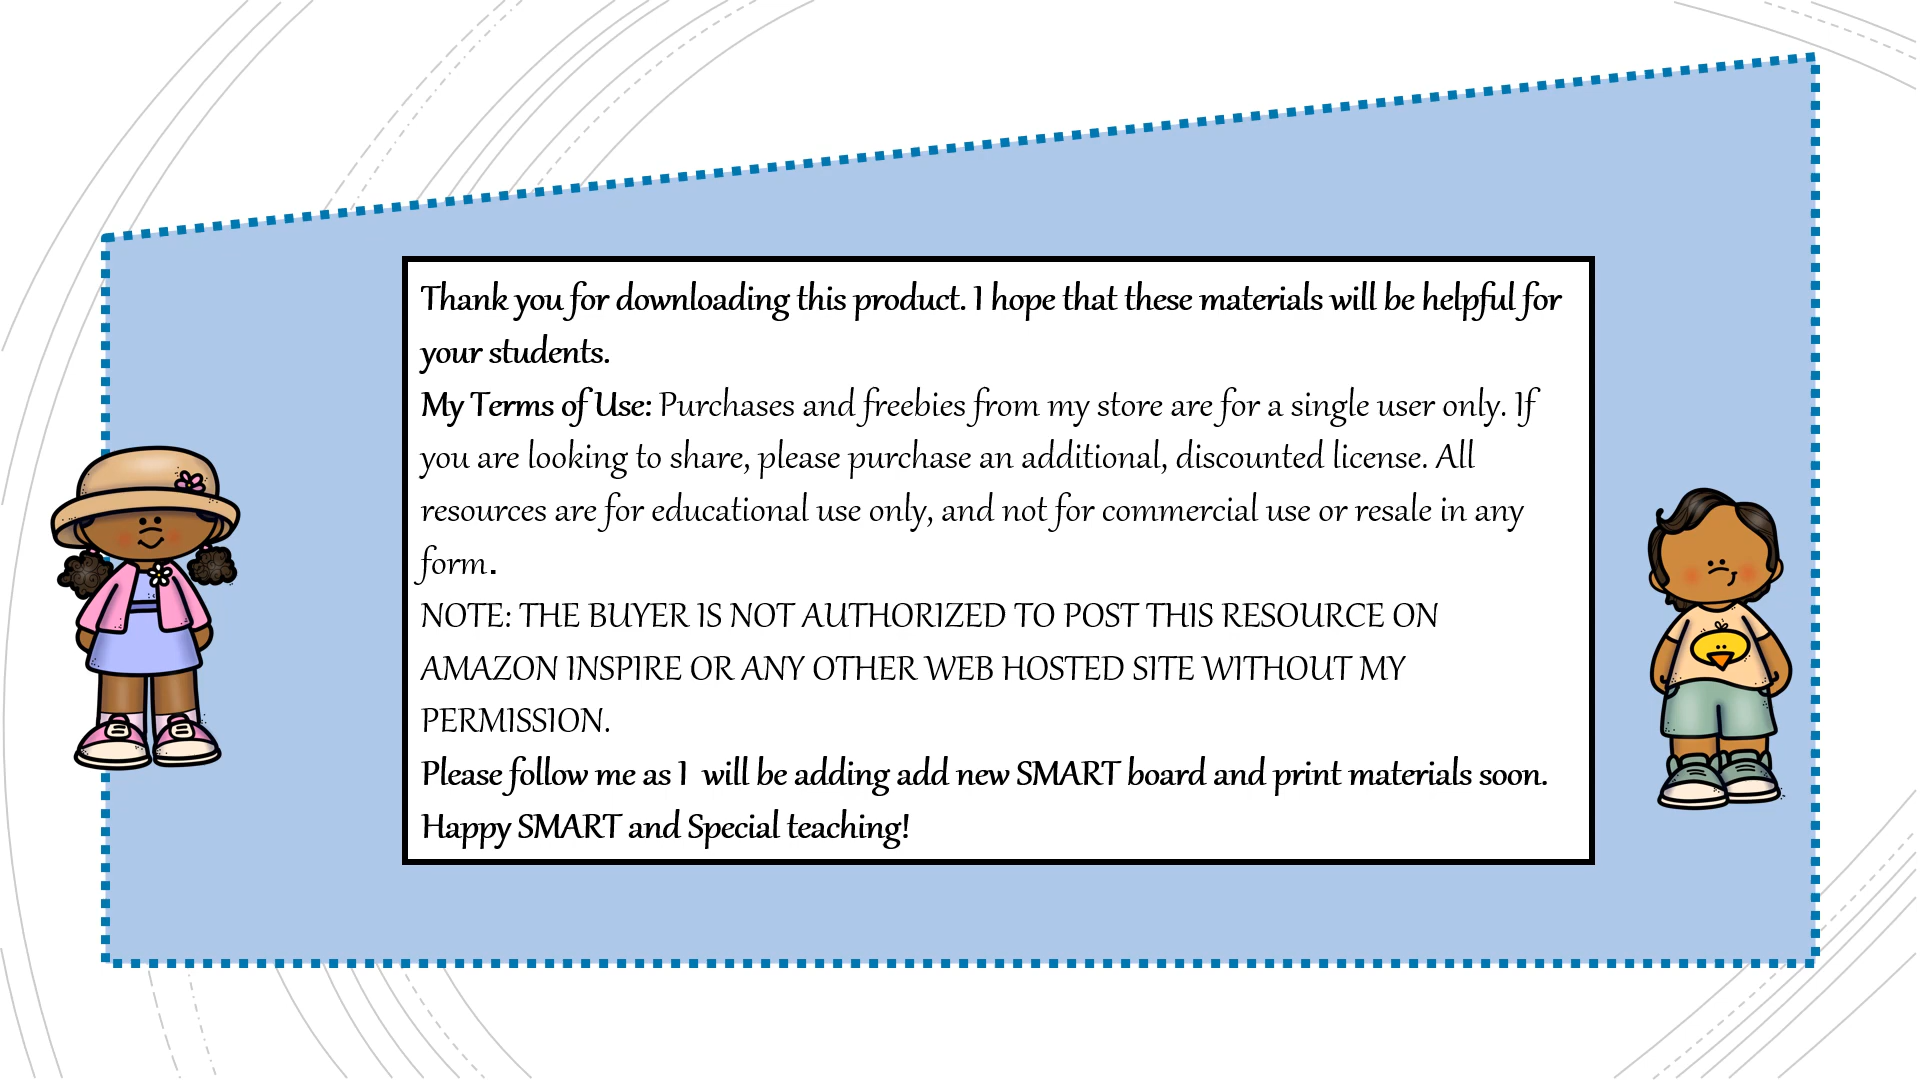 Thank you for downloading this product. I hope that these materials will be helpful for
your students.
My Terms of Use: Purchases and freebies from my store are for a single user only. If
you are looking to share, please purchase an additional, discounted license. All
resources are for educational use only, and not for commercial use or resale in any
form.
NOTE: THE BUYER IS NOT AUTHORIZED TO POST THIS RESOURCE ON
AMAZON INSPIRE OR ANY OTHER WEB HOSTED SITE WITHOUT MY
PERMISSION.
Please follow me as I  will be adding add new SMART board and print materials soon.
Happy SMART and Special teaching!